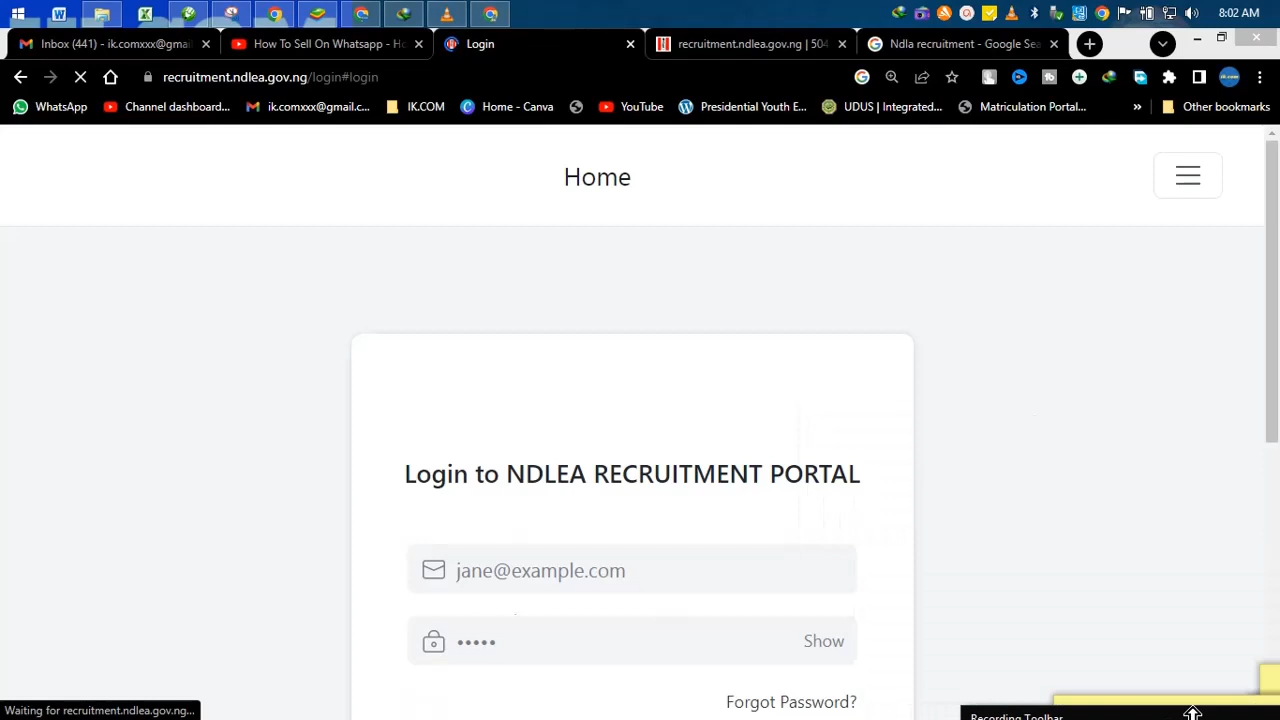 8:02 AM
Inbox (441) - ik.comxxx@gmai
How To Sell On Whatsapp - Ho
Login
recruitment.ndlea.gov.ng | 504
Ndla recruitment - Google Sea
recruitment.ndlea.gov.ng/login#login
WhatsApp
Channel dashboard...
ik.comxxx@gmail.c...
IK.COM
Home - Canva
YouTube
Presidential Youth E...
UDUS | Integrated...
Matriculation Portal...
»
Other bookmarks
Home
Login to NDLEA RECRUITMENT PORTAL
jane@example.com
•••••
Show
Forgot Password?
Waiting for recruitment.ndlea.gov.ng...
Recording Toolbar